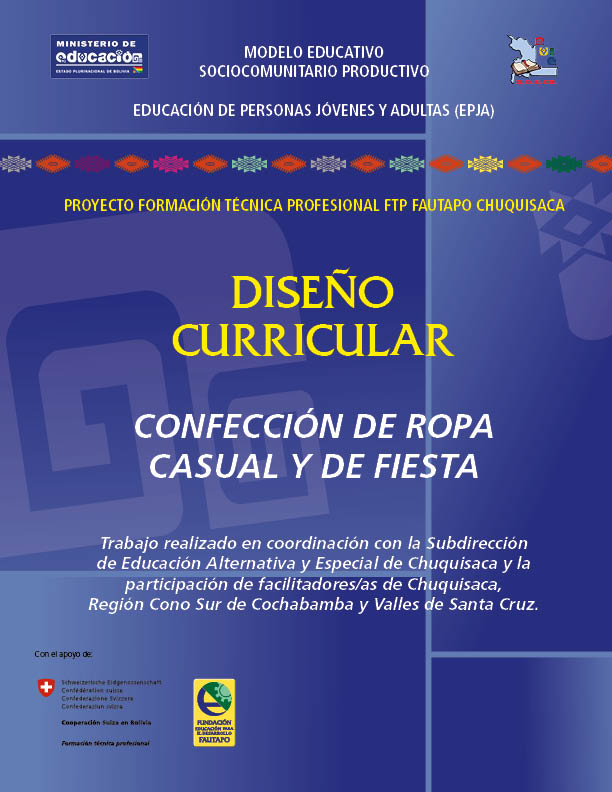 MINISTERIO DE
educación
ESTADO PLURINACIONAL DE BOLIVIA
MODELO EDUCATIVO
SOCIOCOMUNITARIO PRODUCTIVO
EDUCACIÓN DE PERSONAS JÓVENES Y ADULTAS (EPJA)
PROYECTO FORMACIÓN TÉCNICA PROFESIONAL FTP FAUTAPO CHUQUISACA
DISEÑO
CURRICULAR
CONFECCIÓN DE ROPA
CASUAL Y DE FIESTA
Trabajo realizado en coordinación con la Subdirección
de Educación Alternativa y Especial de Chuquisaca y la
participación de facilitadores/as de Chuquisaca,
Región Cono Sur de Cochabamba y Valles de Santa Cruz.
Con el apoyo de:
Schweizerische Eidgenossenschaft
Confédération suisse
Confederazione Svizzera
Confederaziun svizra
Cooperación Suiza en Bolivia
Formación técnica profesional
FUNDACIÓN
EDUCACIÓN PARA
EL DESARROLLO
FAUTAPO